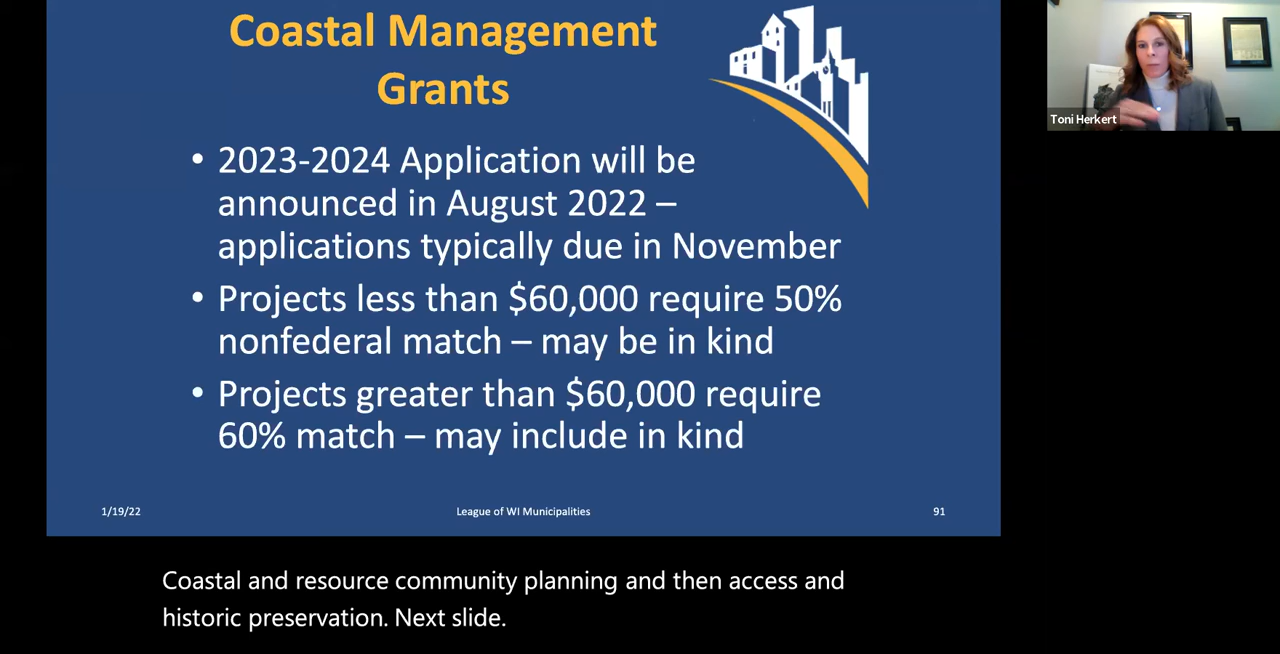 Coastal Management
Grants
• 2023-2024 Application will be
announced in August 2022 –
applications typically due in November
• Projects less than $60,000 require 50%
nonfederal match – may be in kind
• Projects greater than $60,000 require
60% match – may include in kind
1/19/22
League of WI Municipalities
91
Toni Herkert
Coastal and resource community planning and then access and
historic preservation. Next slide.